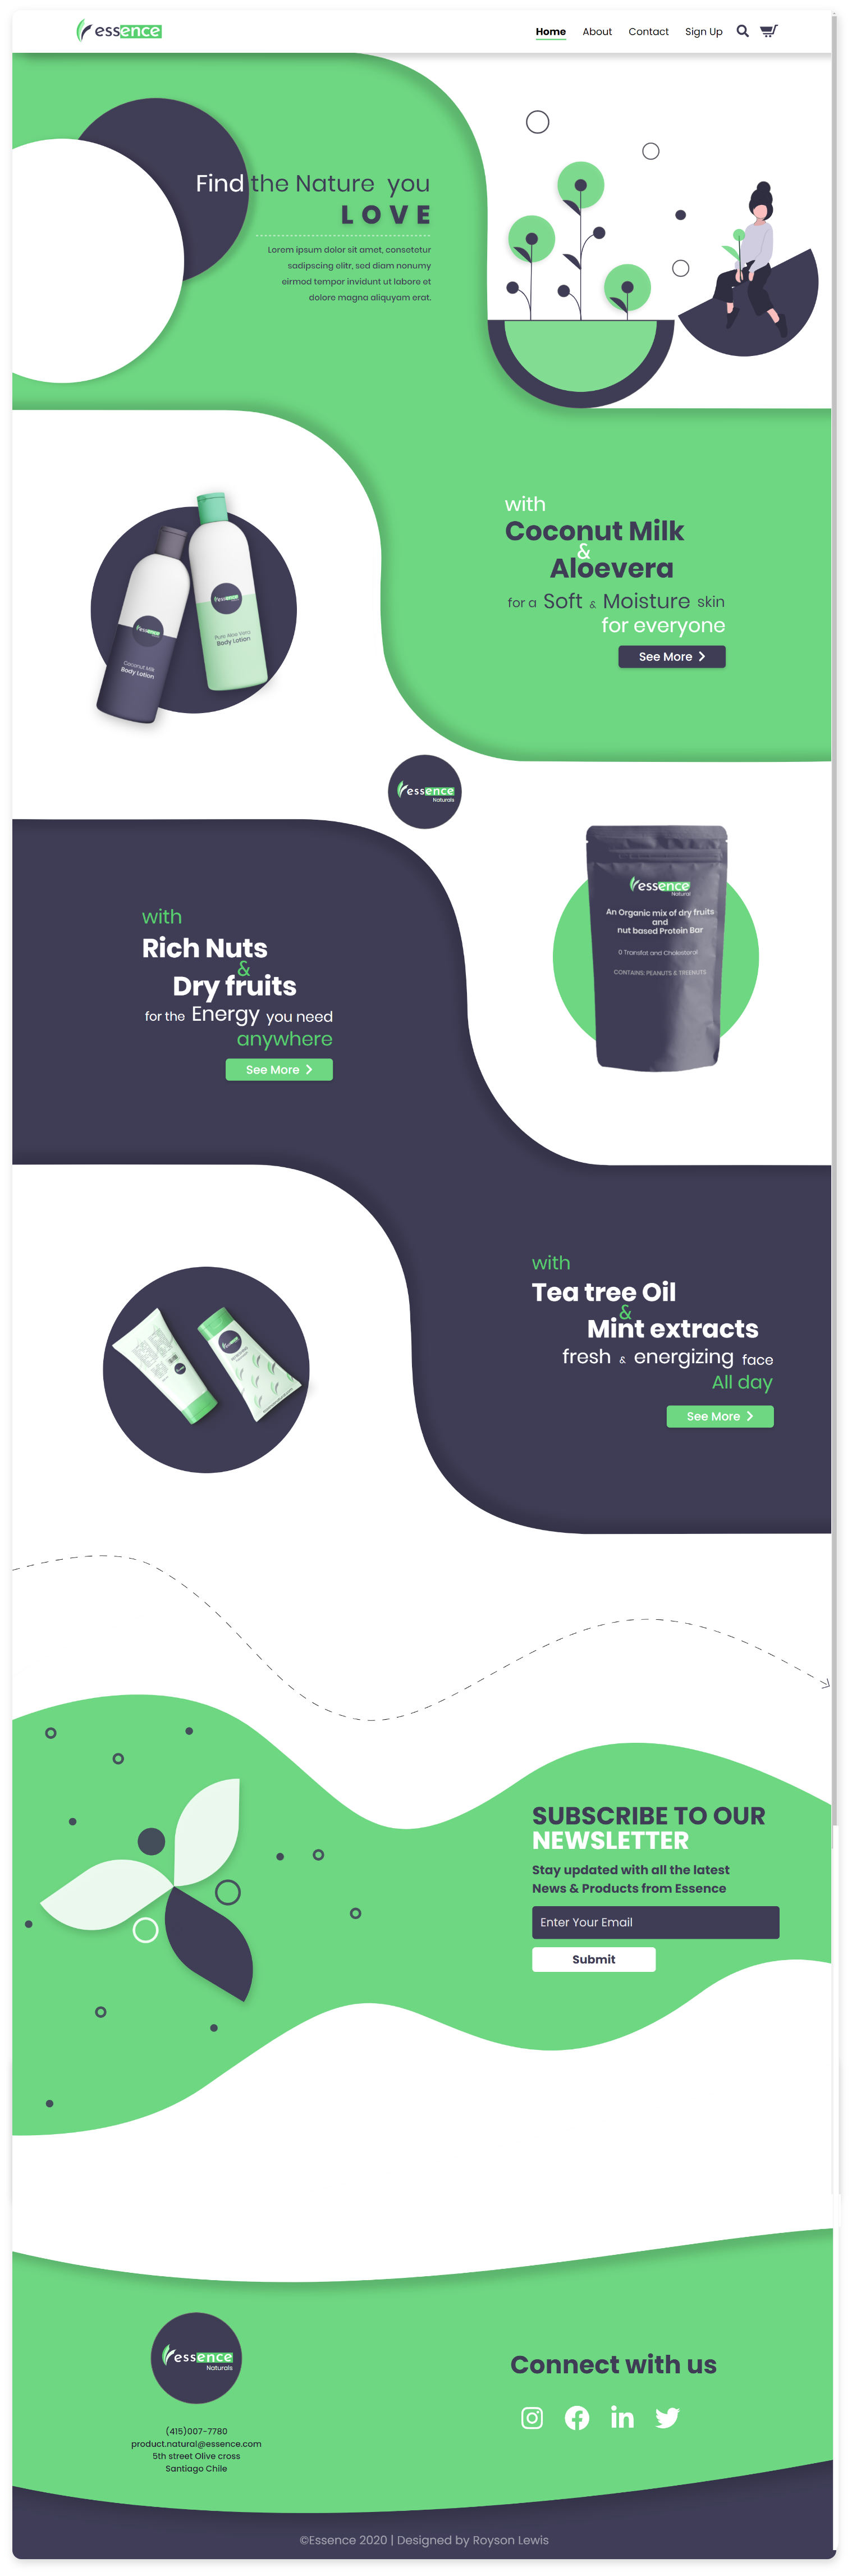 essence
Home About Contact Sign Up
Find the Nature you
LOVE
Lorem ipsum dolor sit amet, consetetur
sadipscing elitr, sed diam nonumy
eirmod tempor invidunt ut labore et
dolore magna aliquyam erat.
with
Coconut Milk
&
Aloevera
for a Soft & Moisture skin
for everyone
See More
essence
Pure Aloe Vera
Body Lotion
essence
Coconut Milk
Body Lotion
essence
Naturals
with
Rich Nuts
&
Dry fruits
for the Energy you need
anywhere
See More
essence
Natural
An Organic mix of dry fruits
and
nut based Protein Bar
0 Transfat and Cholesterol
CONTAINS: PEANUTS & TREENUTS
with
Tea tree Oil
&
Mint extracts
fresh & energizing face
All day
See More
SUBSCRIBE TO OUR
NEWSLETTER
Stay updated with all the latest
News & Products from Essence
Enter Your Email
Submit
essence
Naturals
(415)007-7780
product.natural@essence.com
5th street Olive cross
Santiago Chile
Connect with us
©Essence 2020 | Designed by Royson Lewis